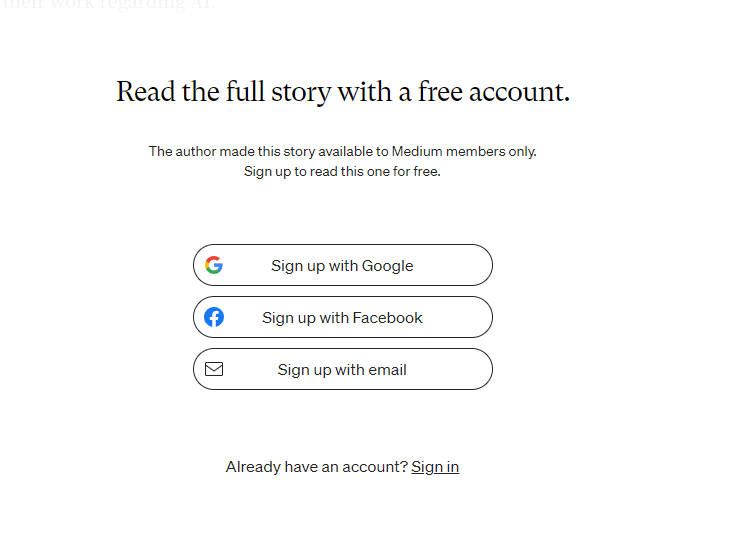 their work regarding AI.
Read the full story with a free account.
The author made this story available to Medium members only.
Sign up to read this one for free.
Sign up with Google
Sign up with Facebook
Sign up with email
Already have an account? Sign in